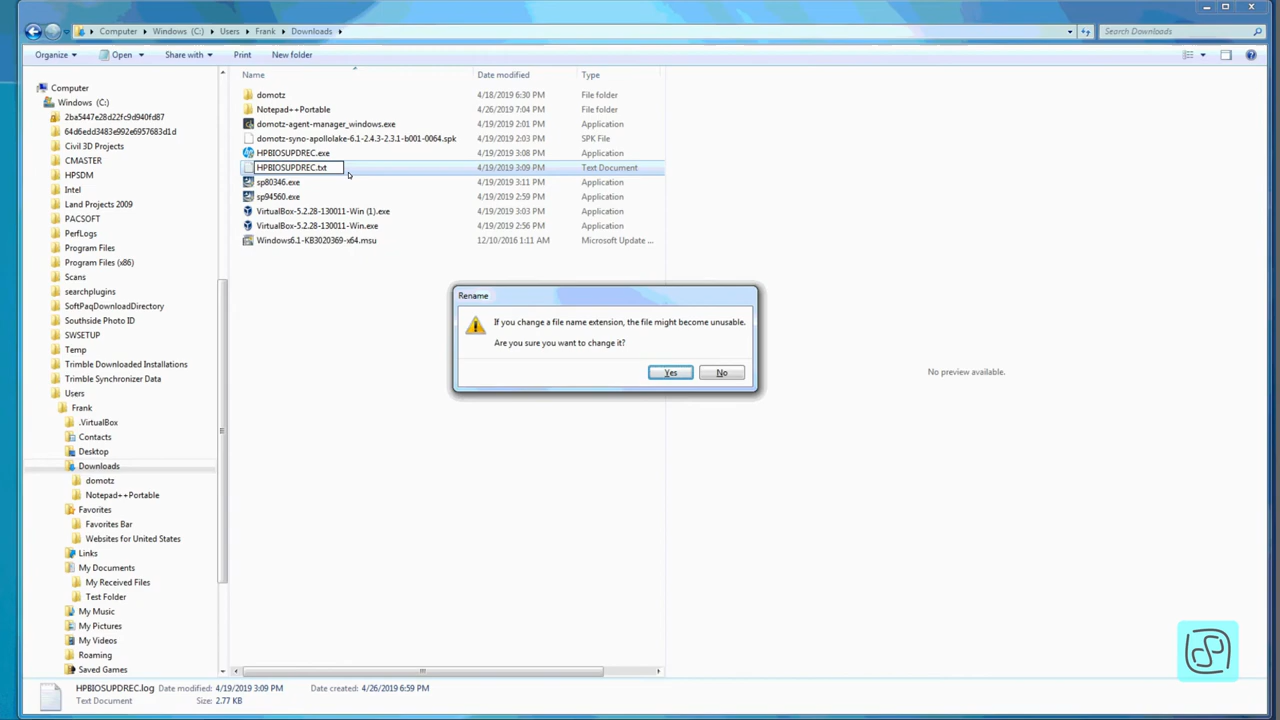 Computer Windows (C:) Users Frank Downloads
Search Downloads
Organize Open Share with Print New folder
Name Date modified Type
domotz 4/18/2019 6:30 PM File folder
Notepad++Portable 4/26/2019 7:04 PM File folder
domotz-agent-manager_windows.exe 4/19/2019 2:01 PM Application
domotz-syno-apollolake-6.1-2.4.3-2.3.1-b001-0064.spk 4/19/2019 2:03 PM SPK File
HPBIOSUPDREC.exe 4/19/2019 3:08 PM Application
HPBIOSUPDREC.txt 4/19/2019 3:09 PM Text Document
sp80346.exe 4/19/2019 3:11 PM Application
sp94560.exe 4/19/2019 2:59 PM Application
VirtualBox-5.2.28-130011-Win (1).exe 4/19/2019 3:03 PM Application
VirtualBox-5.2.28-130011-Win.exe 4/19/2019 2:56 PM Application
Windows6.1-KB3020369-x64.msu 12/10/2016 1:11 AM Microsoft Update ...
Computer
Windows (C:)
2ba5447e28d22fc9d940fd87
64d6edd3483e992e6957683d1d
Civil 3D Projects
CMASTER
HPSDM
Intel
Land Projects 2009
PACSOFT
PerfLogs
Program Files
Program Files (x86)
Scans
searchplugins
SoftPaqDownloadDirectory
Southside Photo ID
SWSETUP
Temp
Trimble Downloaded Installations
Trimble Synchronizer Data
Users
Frank
.VirtualBox
Contacts
Desktop
Downloads
domotz
Notepad++Portable
Favorites
Favorites Bar
Websites for United States
Links
My Documents
My Received Files
Test Folder
My Music
My Pictures
My Videos
Roaming
Saved Games
Rename
If you change a file name extension, the file might become unusable.
Are you sure you want to change it?
Yes No
No preview available.
HPBIOSUPDREC.log Date modified: 4/19/2019 3:09 PM Date created: 4/26/2019 6:59 PM
Text Document Size: 2.77 KB